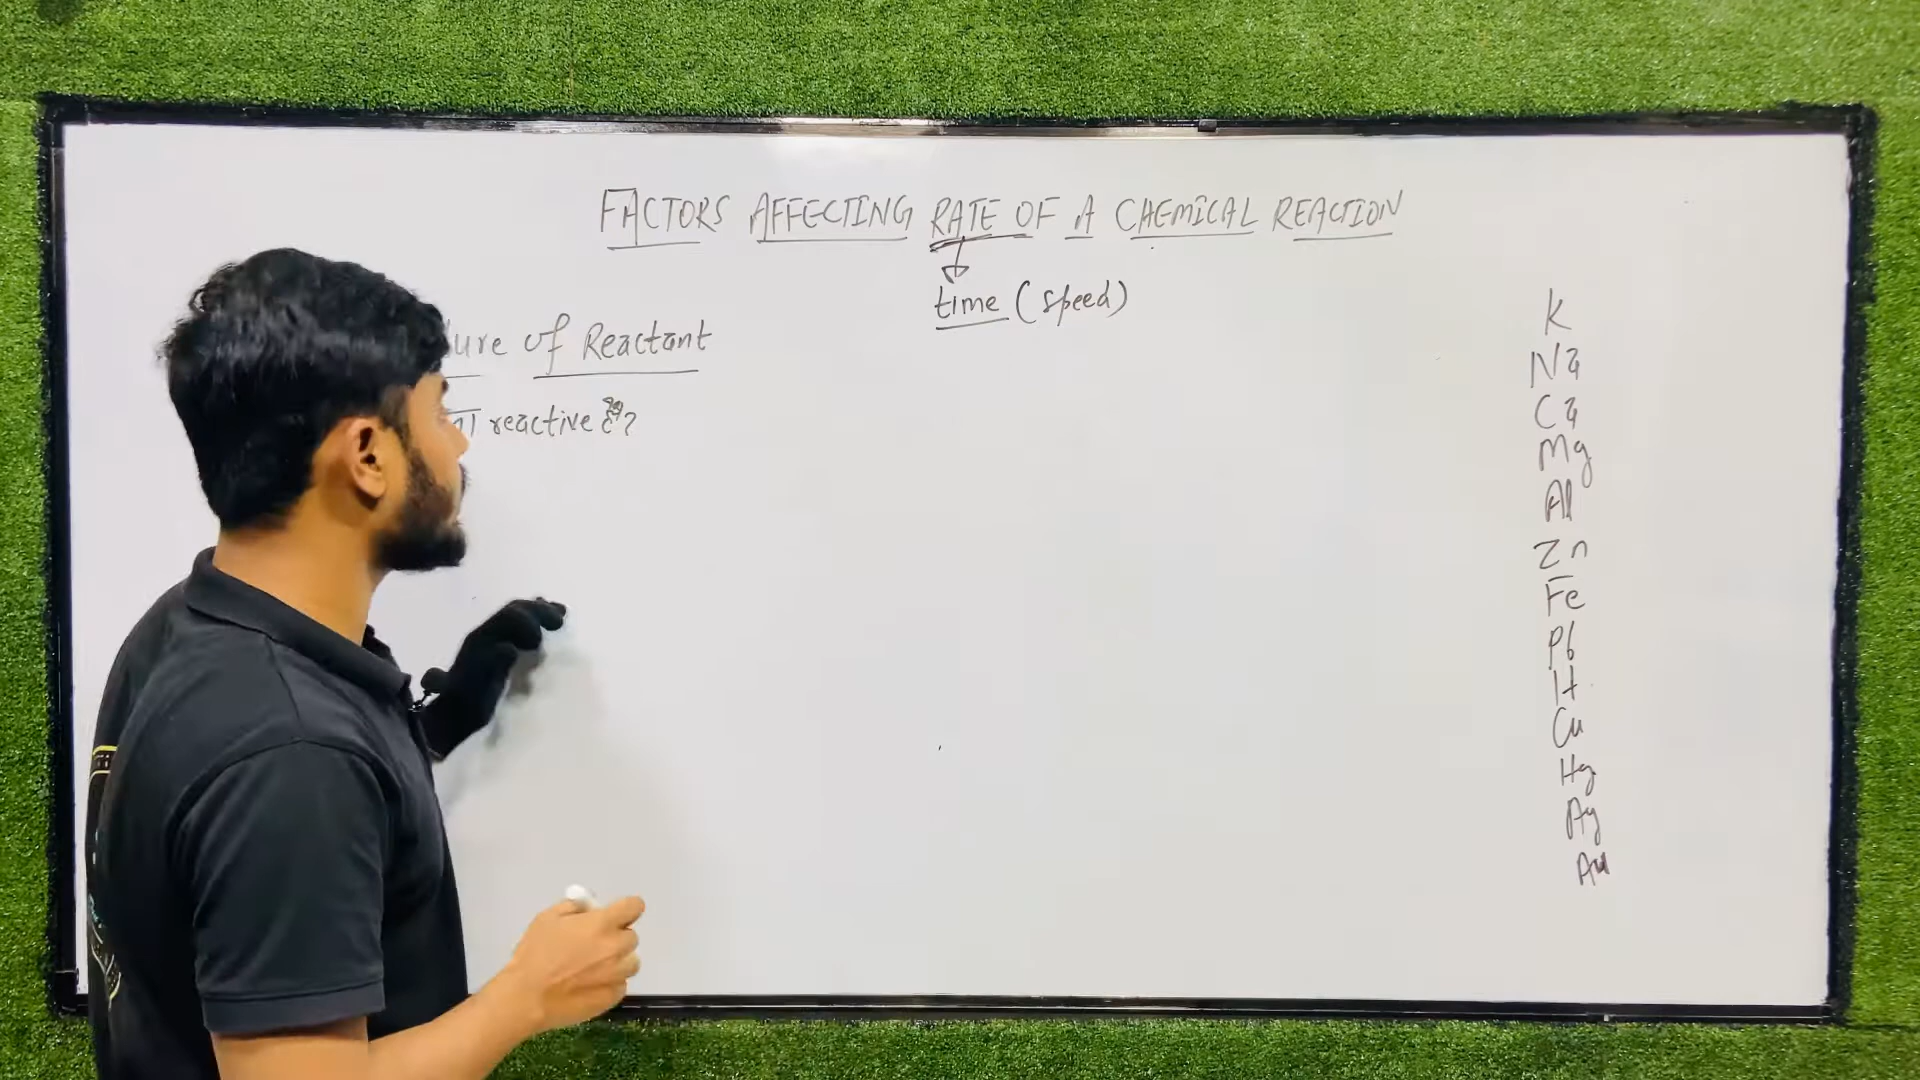 FACTORS AFFECTING RATE OF A CHEMICAL REACTION
time (speed)
ure of Reactant
reactive है?
K
Na
Ca
Mg
Al
Zn
Fe
Pb
H
Cu
Hg
Ag
Au